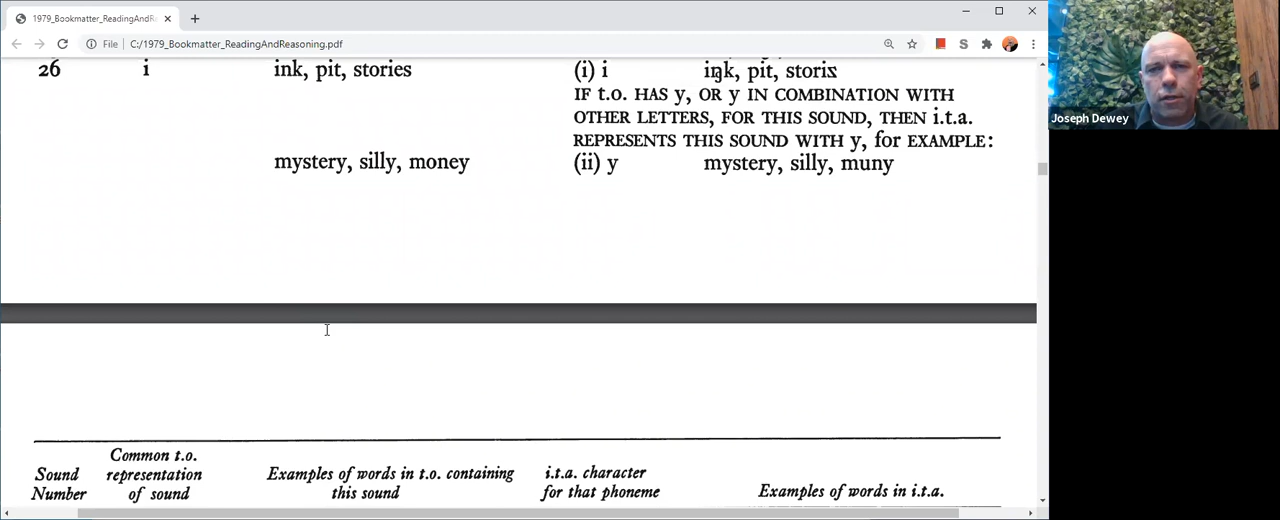 1979_Bookmatter_ReadingAndR
File C:/1979_Bookmatter_ReadingAndReasoning.pdf
Joseph Dewey
26 i ink, pit, stories (i) i iŋk, pit, storiꭅ
IF t.o. HAS y, OR y IN COMBINATION WITH
OTHER LETTERS, FOR THIS SOUND, THEN i.t.a.
REPRESENTS THIS SOUND WITH y, for EXAMPLE:
mystery, silly, money (ii) y mystery, silly, muny
Sound Number
Common t.o. representation of sound
Examples of words in t.o. containing this sound
i.t.a. character for that phoneme
Examples of words in i.t.a.